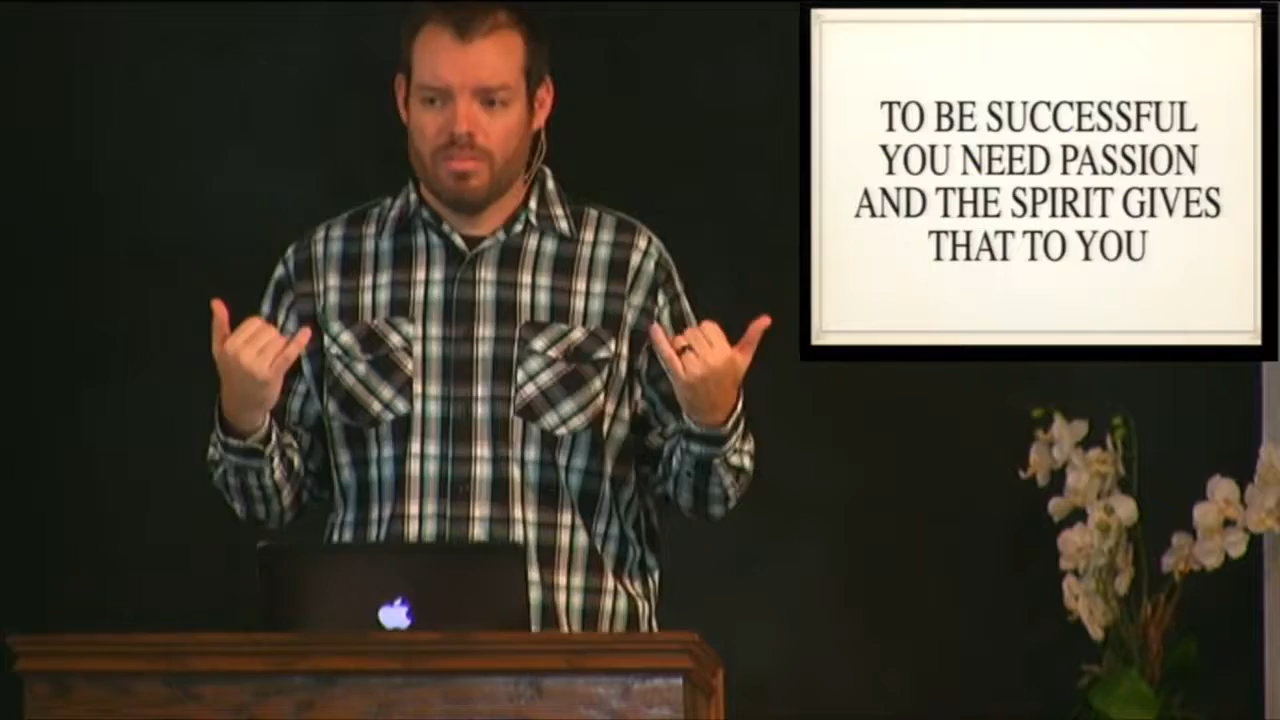 TO BE SUCCESSFUL
YOU NEED PASSION
AND THE SPIRIT GIVES
THAT TO YOU